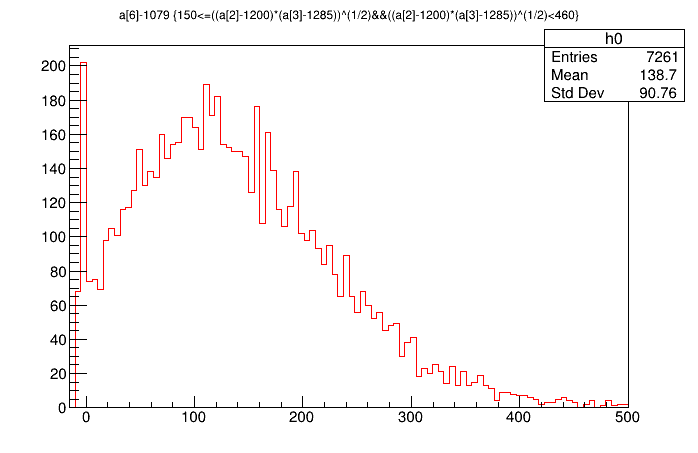 a[6]-1079 {150<=((a[2]-1200)*(a[3]-1285))^(1/2)&&((a[2]-1200)*(a[3]-1285))^(1/2)<460}
h0
Entries 7261
Mean 138.7
Std Dev 90.76
200
180
160
140
120
100
80
60
40
20
0
0 100 200 300 400 500